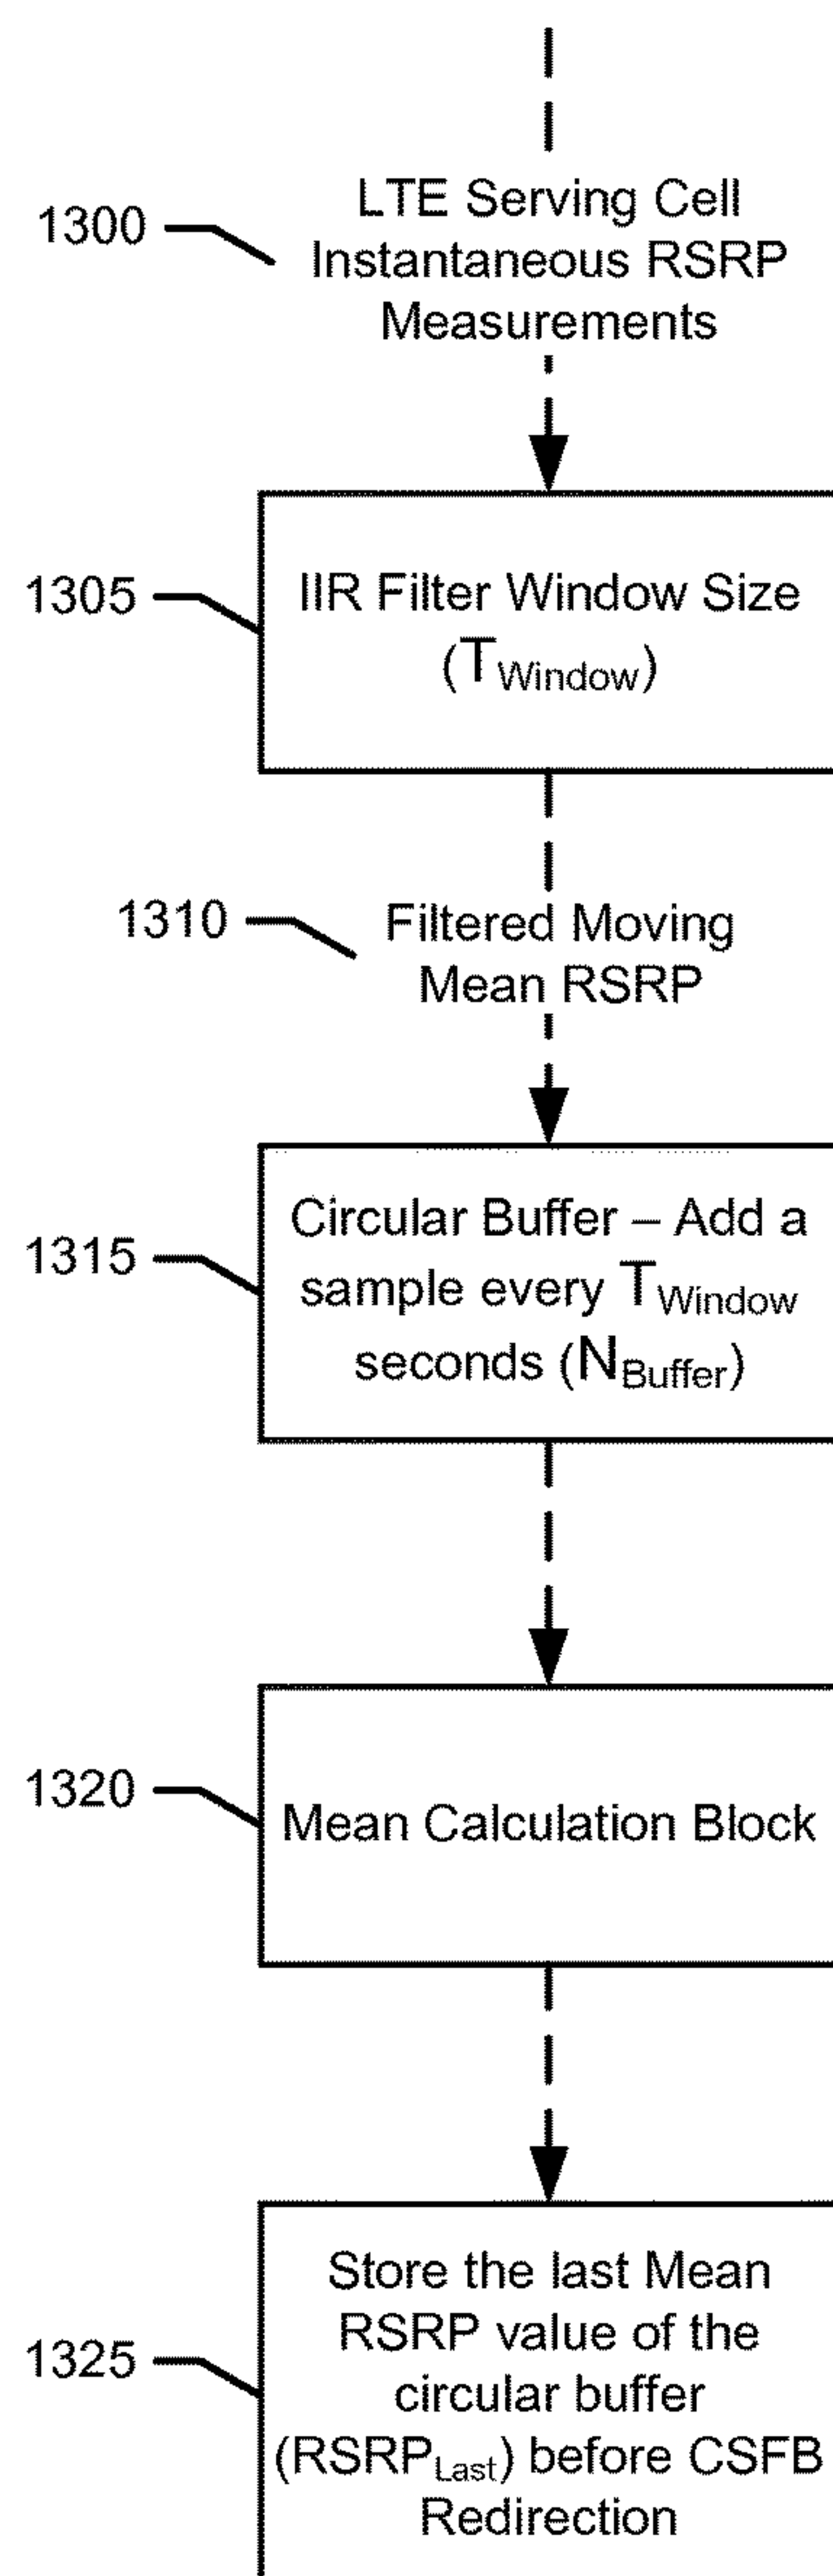 1300
LTE Serving Cell
Instantaneous RSRP
Measurements
1305
IIR Filter Window Size
(TWindow)
1310
Filtered Moving
Mean RSRP
1315
Circular Buffer – Add a
sample every TWindow
seconds (NBuffer)
1320
Mean Calculation Block
1325
Store the last Mean
RSRP value of the
circular buffer
(RSRPLast) before CSFB
Redirection